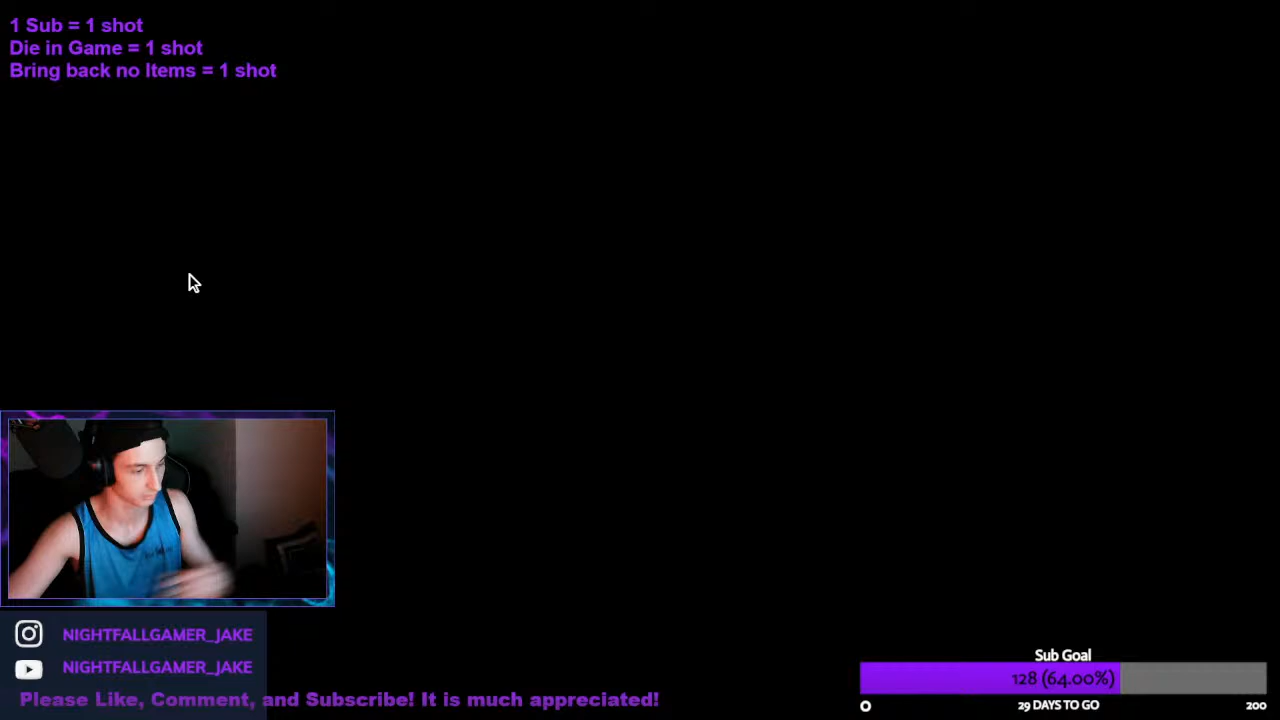 1 Sub = 1 shot
Die in Game = 1 shot
Bring back no Items = 1 shot
NIGHTFALLGAMER_JAKE
NIGHTFALLGAMER_JAKE
Please Like, Comment, and Subscribe! It is much appreciated!
Sub Goal
128 (64.00%)
0 29 DAYS TO GO 200